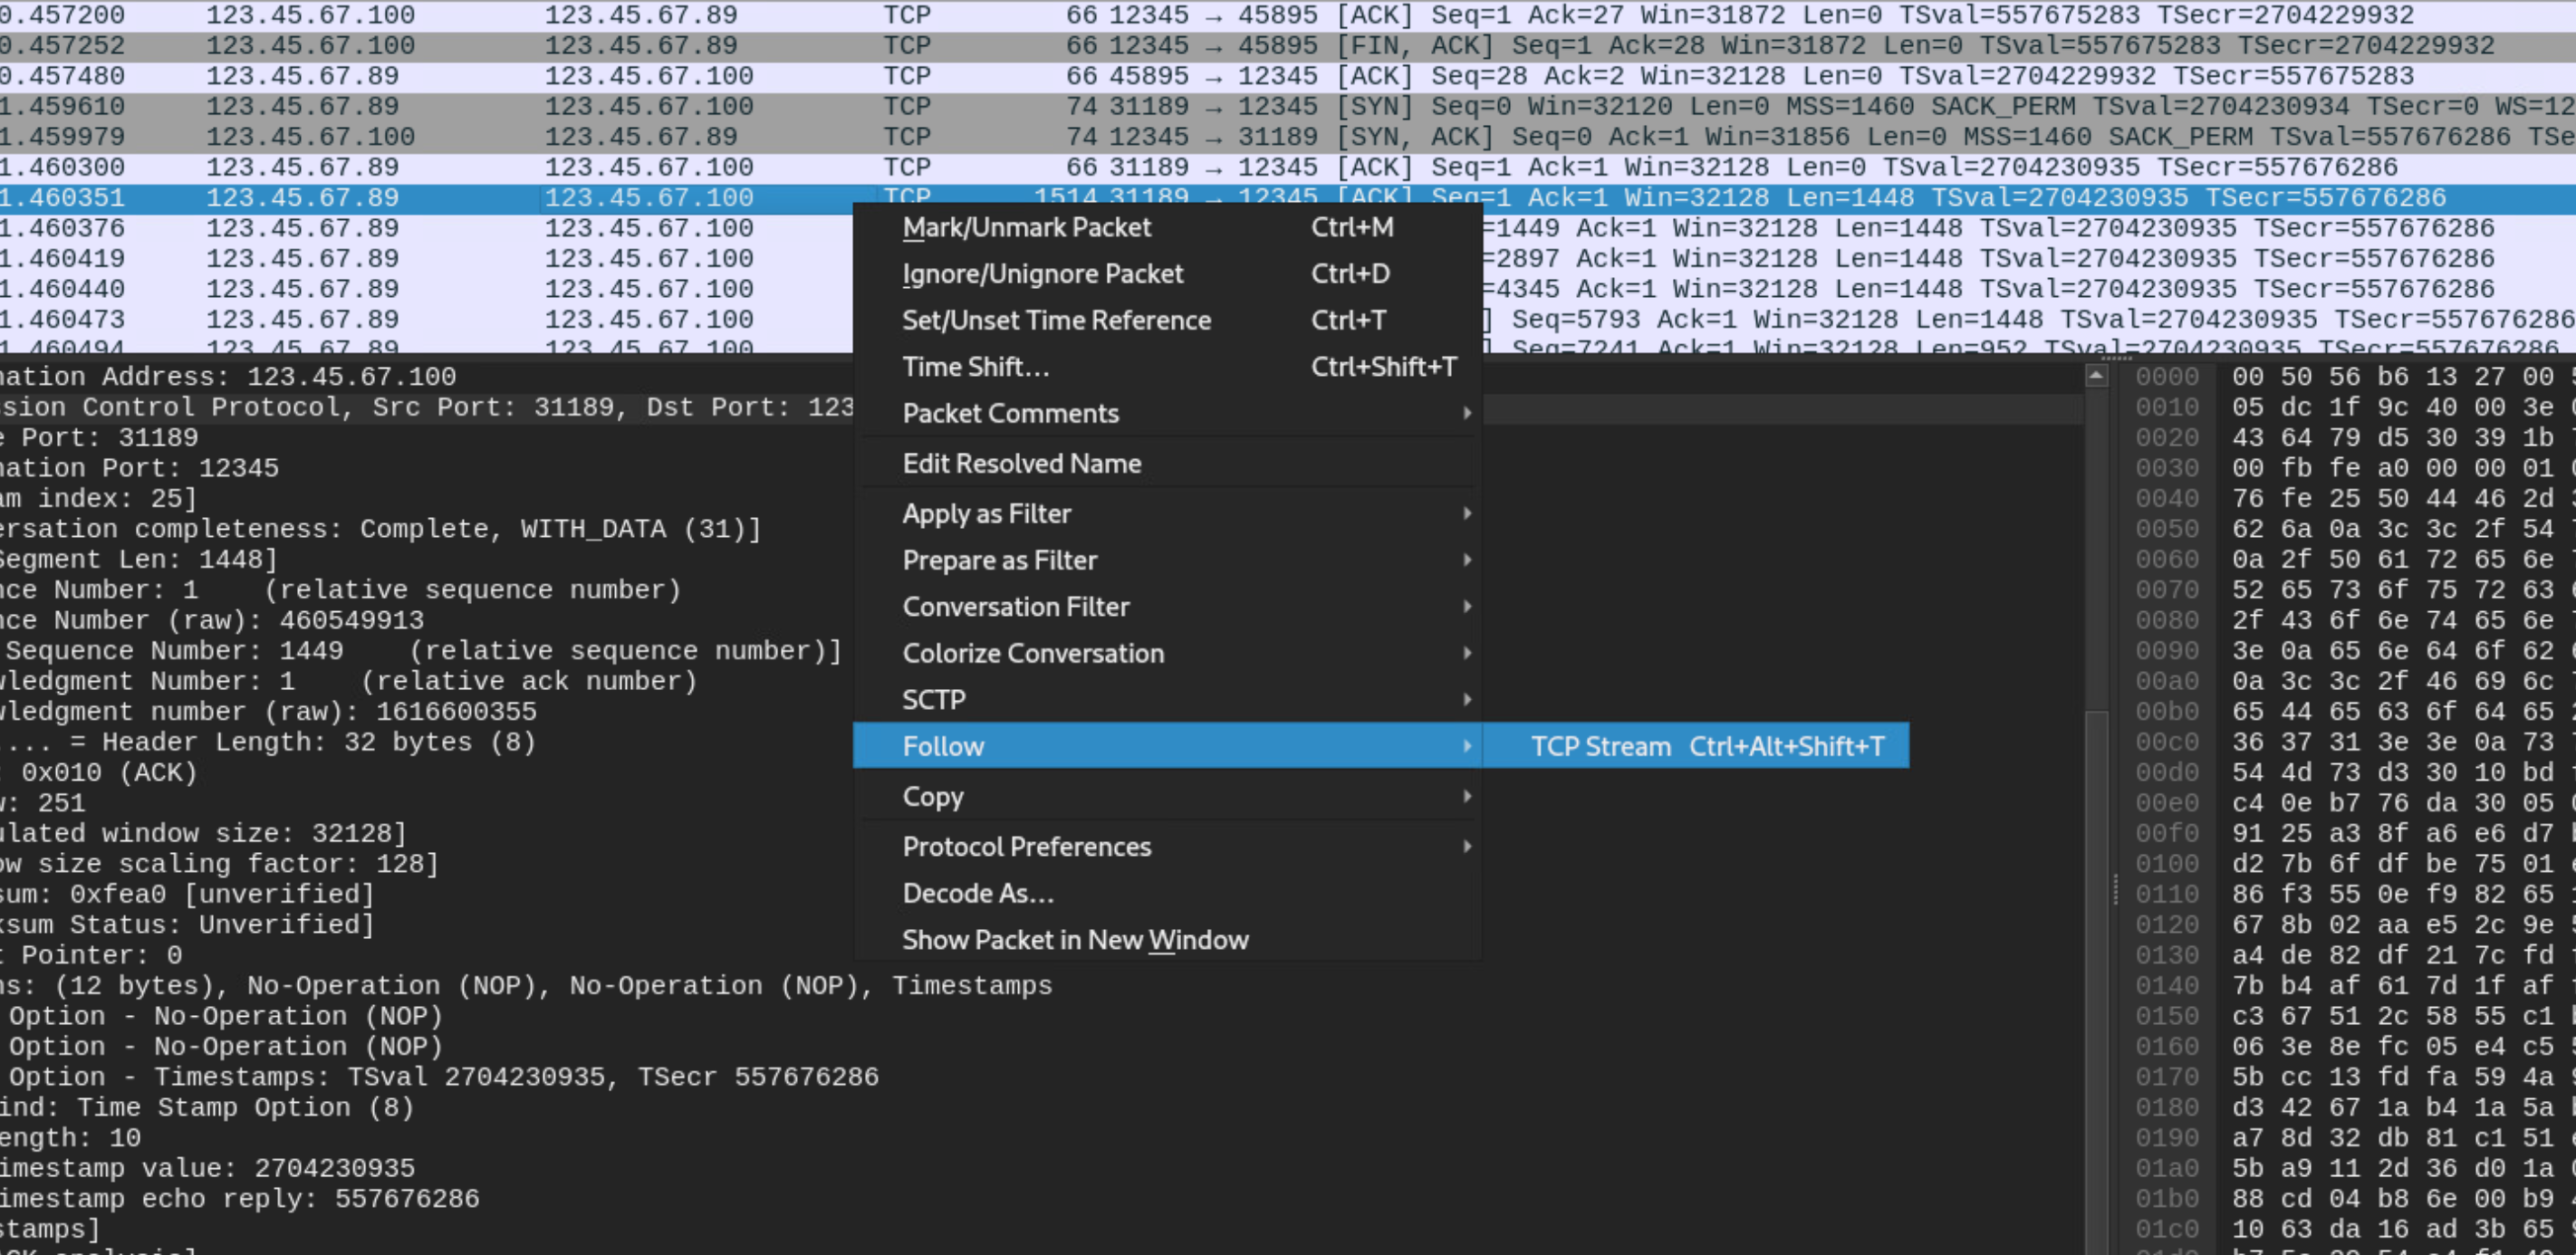 0.457200 123.45.67.100 123.45.67.89 TCP 66 12345 → 45895 [ACK] Seq=1 Ack=27 Win=31872 Len=0 TSval=557675283 TSecr=2704229932
0.457252 123.45.67.100 123.45.67.89 TCP 66 12345 → 45895 [FIN, ACK] Seq=1 Ack=28 Win=31872 Len=0 TSval=557675283 TSecr=2704229932
0.457480 123.45.67.89 123.45.67.100 TCP 66 45895 → 12345 [ACK] Seq=28 Ack=2 Win=32128 Len=0 TSval=2704229932 TSecr=557675283
1.459610 123.45.67.89 123.45.67.100 TCP 74 31189 → 12345 [SYN] Seq=0 Win=32120 Len=0 MSS=1460 SACK_PERM TSval=2704230934 TSecr=0 WS=12
1.459979 123.45.67.100 123.45.67.89 TCP 74 12345 → 31189 [SYN, ACK] Seq=0 Ack=1 Win=31856 Len=0 MSS=1460 SACK_PERM TSval=557676286 TSe
1.460300 123.45.67.89 123.45.67.100 TCP 66 31189 → 12345 [ACK] Seq=1 Ack=1 Win=32128 Len=0 TSval=2704230935 TSecr=557676286
1.460351 123.45.67.89 123.45.67.100 TCP 1514 31189 → 12345 [ACK] Seq=1 Ack=1 Win=32128 Len=1448 TSval=2704230935 TSecr=557676286
1.460376 123.45.67.89 123.45.67.100 =1449 Ack=1 Win=32128 Len=1448 TSval=2704230935 TSecr=557676286
1.460419 123.45.67.89 123.45.67.100 =2897 Ack=1 Win=32128 Len=1448 TSval=2704230935 TSecr=557676286
1.460440 123.45.67.89 123.45.67.100 =4345 Ack=1 Win=32128 Len=1448 TSval=2704230935 TSecr=557676286
1.460473 123.45.67.89 123.45.67.100 ] Seq=5793 Ack=1 Win=32128 Len=1448 TSval=2704230935 TSecr=557676286
1.460494 123.45.67.89 123.45.67.100 ] Seq=7241 Ack=1 Win=32128 Len=952 TSval=2704230935 TSecr=557676286
Mark/Unmark Packet Ctrl+M
Ignore/Unignore Packet Ctrl+D
Set/Unset Time Reference Ctrl+T
Time Shift... Ctrl+Shift+T
Packet Comments
Edit Resolved Name
Apply as Filter
Prepare as Filter
Conversation Filter
Colorize Conversation
SCTP
Follow TCP Stream Ctrl+Alt+Shift+T
Copy
Protocol Preferences
Decode As...
Show Packet in New Window
nation Address: 123.45.67.100
sion Control Protocol, Src Port: 31189, Dst Port: 123
e Port: 31189
nation Port: 12345
am index: 25]
ersation completeness: Complete, WITH_DATA (31)]
Segment Len: 1448]
nce Number: 1 (relative sequence number)
nce Number (raw): 460549913
Sequence Number: 1449 (relative sequence number)]
wledgment Number: 1 (relative ack number)
wledgment number (raw): 1616600355
.... = Header Length: 32 bytes (8)
: 0x010 (ACK)
w: 251
ulated window size: 32128]
ow size scaling factor: 128]
sum: 0xfea0 [unverified]
ksum Status: Unverified]
t Pointer: 0
ns: (12 bytes), No-Operation (NOP), No-Operation (NOP), Timestamps
Option - No-Operation (NOP)
Option - No-Operation (NOP)
Option - Timestamps: TSval 2704230935, TSecr 557676286
ind: Time Stamp Option (8)
ength: 10
imestamp value: 2704230935
imestamp echo reply: 557676286
stamps]
0000 00 50 56 b6 13 27 00
0010 05 dc 1f 9c 40 00 3e
0020 43 64 79 d5 30 39 1b
0030 00 fb fe a0 00 00 01
0040 76 fe 25 50 44 46 2d
0050 62 6a 0a 3c 3c 2f 54
0060 0a 2f 50 61 72 65 6e
0070 52 65 73 6f 75 72 63
0080 2f 43 6f 6e 74 65 6e
0090 3e 0a 65 6e 64 6f 62
00a0 0a 3c 3c 2f 46 69 6c
00b0 65 44 65 63 6f 64 65
00c0 36 37 31 3e 3e 0a 73
00d0 54 4d 73 d3 30 10 bd
00e0 c4 0e b7 76 da 30 05
00f0 91 25 a3 8f a6 e6 d7
0100 d2 7b 6f df be 75 01
0110 86 f3 55 0e f9 82 65
0120 67 8b 02 aa e5 2c 9e
0130 a4 de 82 df 21 7c fd
0140 7b b4 af 61 7d 1f af
0150 c3 67 51 2c 58 55 c1
0160 06 3e 8e fc 05 e4 c5
0170 5b cc 13 fd fa 59 4a
0180 d3 42 67 1a b4 1a 5a
0190 a7 8d 32 db 81 c1 51
01a0 5b a9 11 2d 36 d0 1a
01b0 88 cd 04 b8 6e 00 b9
01c0 10 63 da 16 ad 3b 65